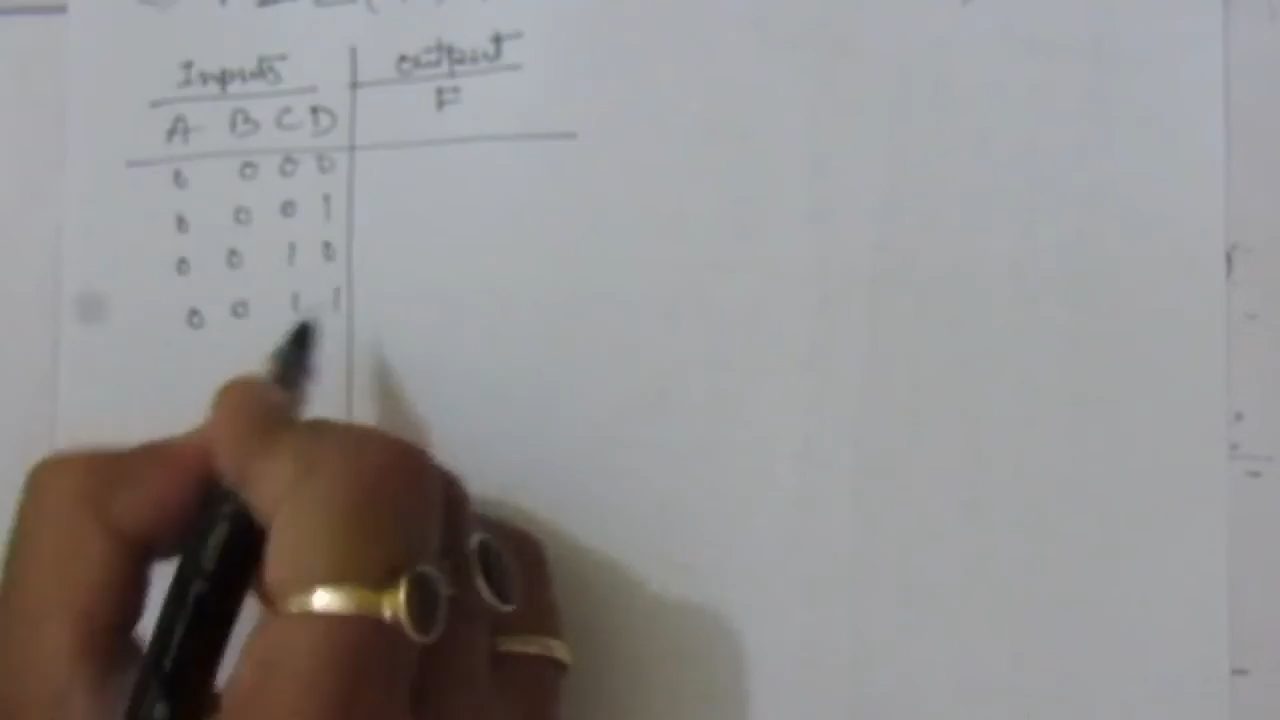 Inputs output
A B C D F
0 0 0 0
0 0 0 1
0 0 1 0
0 0 1 1